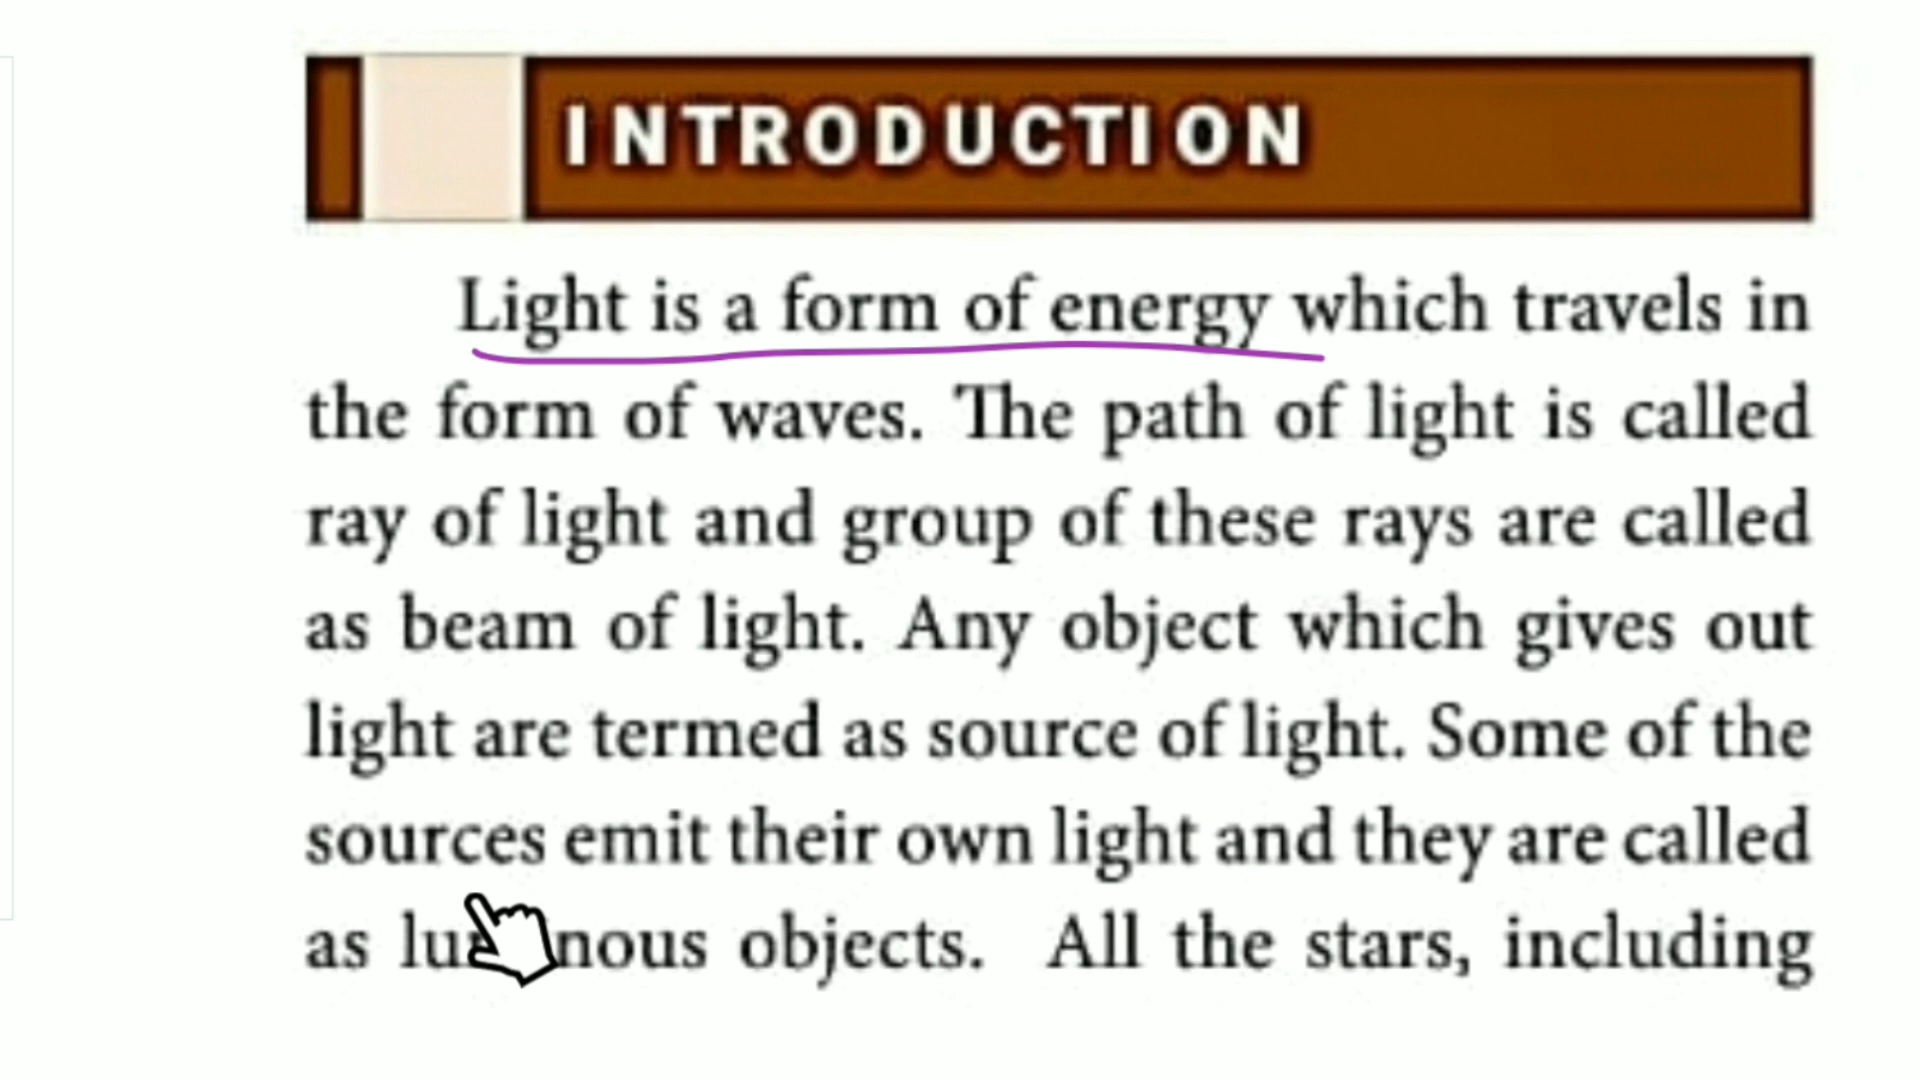 INTRODUCTION
Light is a form of energy which travels in
the form of waves. The path of light is called
ray of light and group of these rays are called
as beam of light. Any object which gives out
light are termed as source of light. Some of the
sources emit their own light and they are called
as luminous objects. All the stars, including